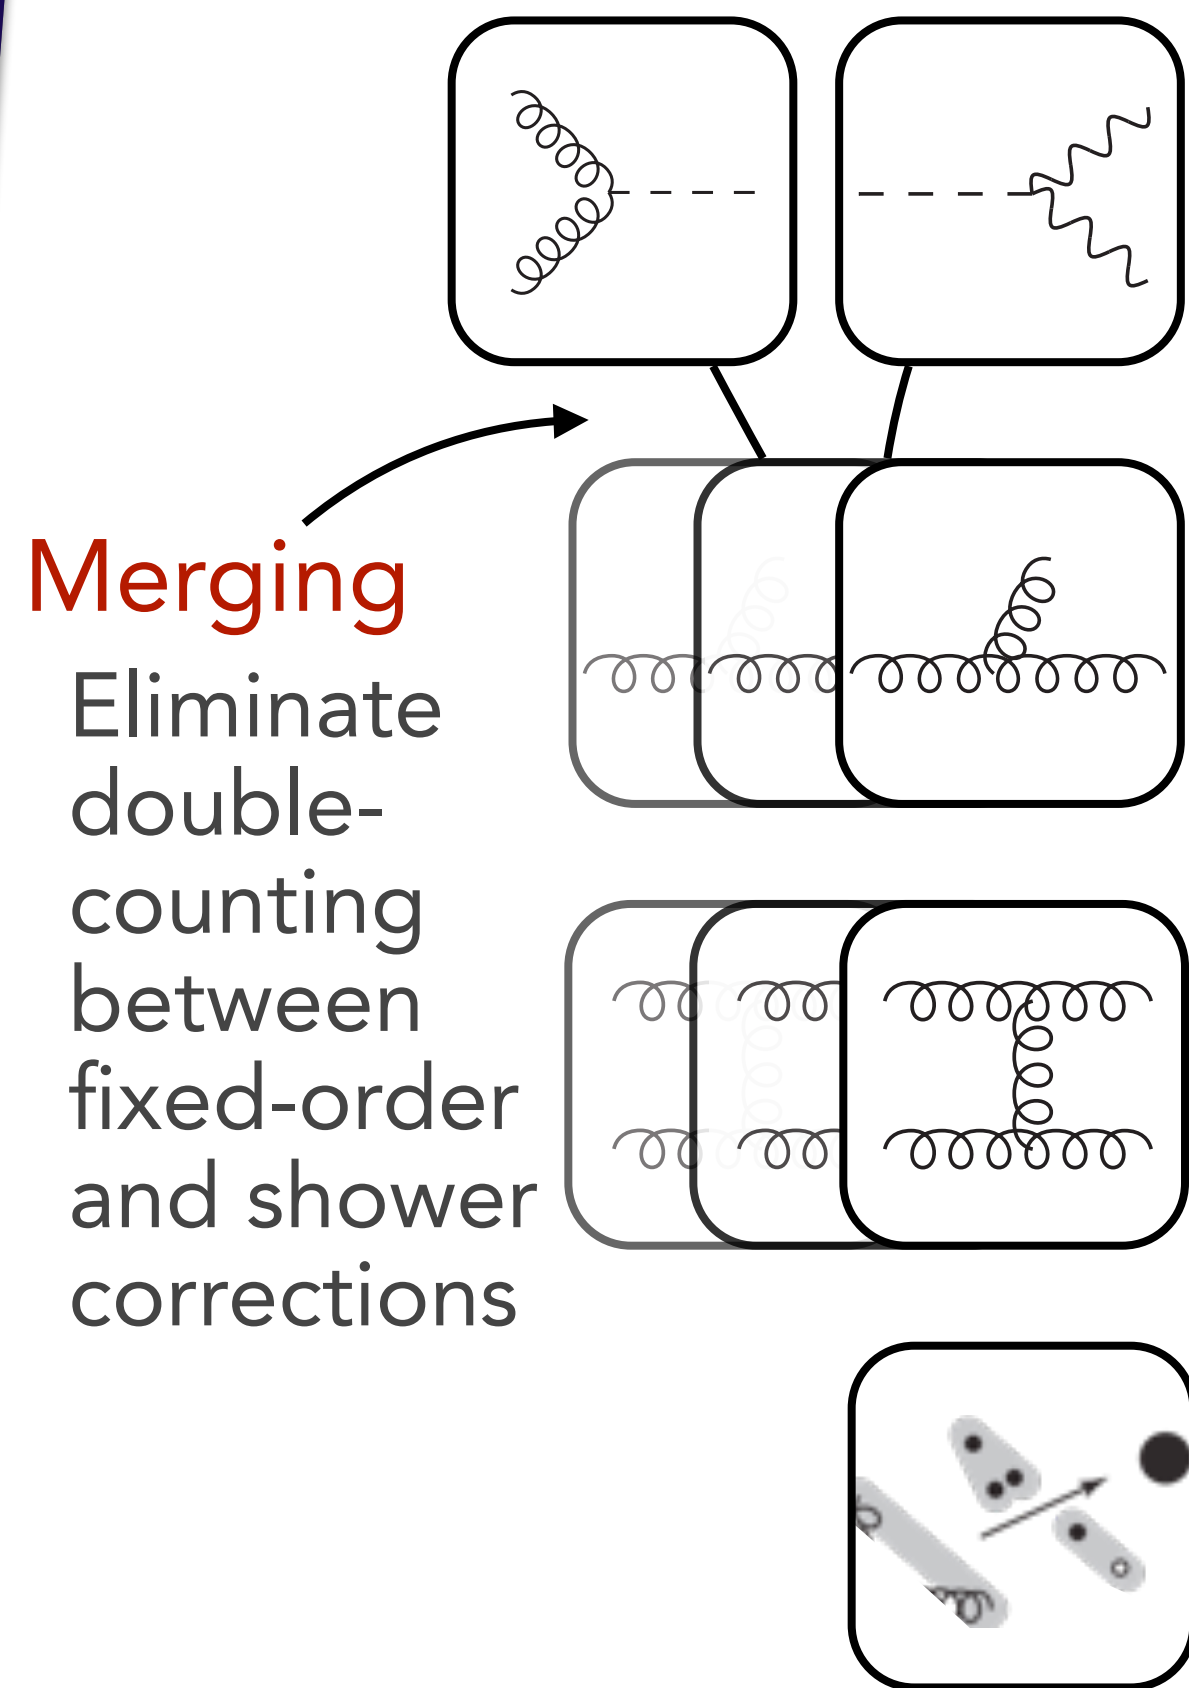 Merging
Eliminate
double-
counting
between
fixed-order
and shower
corrections